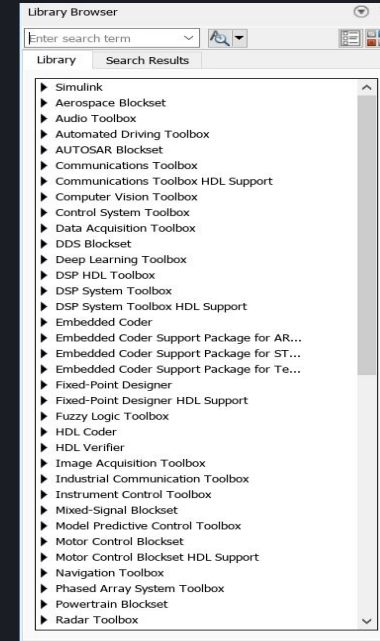 Library Browser
Enter search term
Library
Search Results
Simulink
Aerospace Blockset
Audio Toolbox
Automated Driving Toolbox
AUTOSAR Blockset
Communications Toolbox
Communications Toolbox HDL Support
Computer Vision Toolbox
Control System Toolbox
Data Acquisition Toolbox
DDS Blockset
Deep Learning Toolbox
DSP HDL Toolbox
DSP System Toolbox
DSP System Toolbox HDL Support
Embedded Coder
Embedded Coder Support Package for AR...
Embedded Coder Support Package for ST...
Embedded Coder Support Package for Te...
Fixed-Point Designer
Fixed-Point Designer HDL Support
Fuzzy Logic Toolbox
HDL Coder
HDL Verifier
Image Acquisition Toolbox
Industrial Communication Toolbox
Instrument Control Toolbox
Mixed-Signal Blockset
Model Predictive Control Toolbox
Motor Control Blockset
Motor Control Blockset HDL Support
Navigation Toolbox
Phased Array System Toolbox
Powertrain Blockset
Radar Toolbox